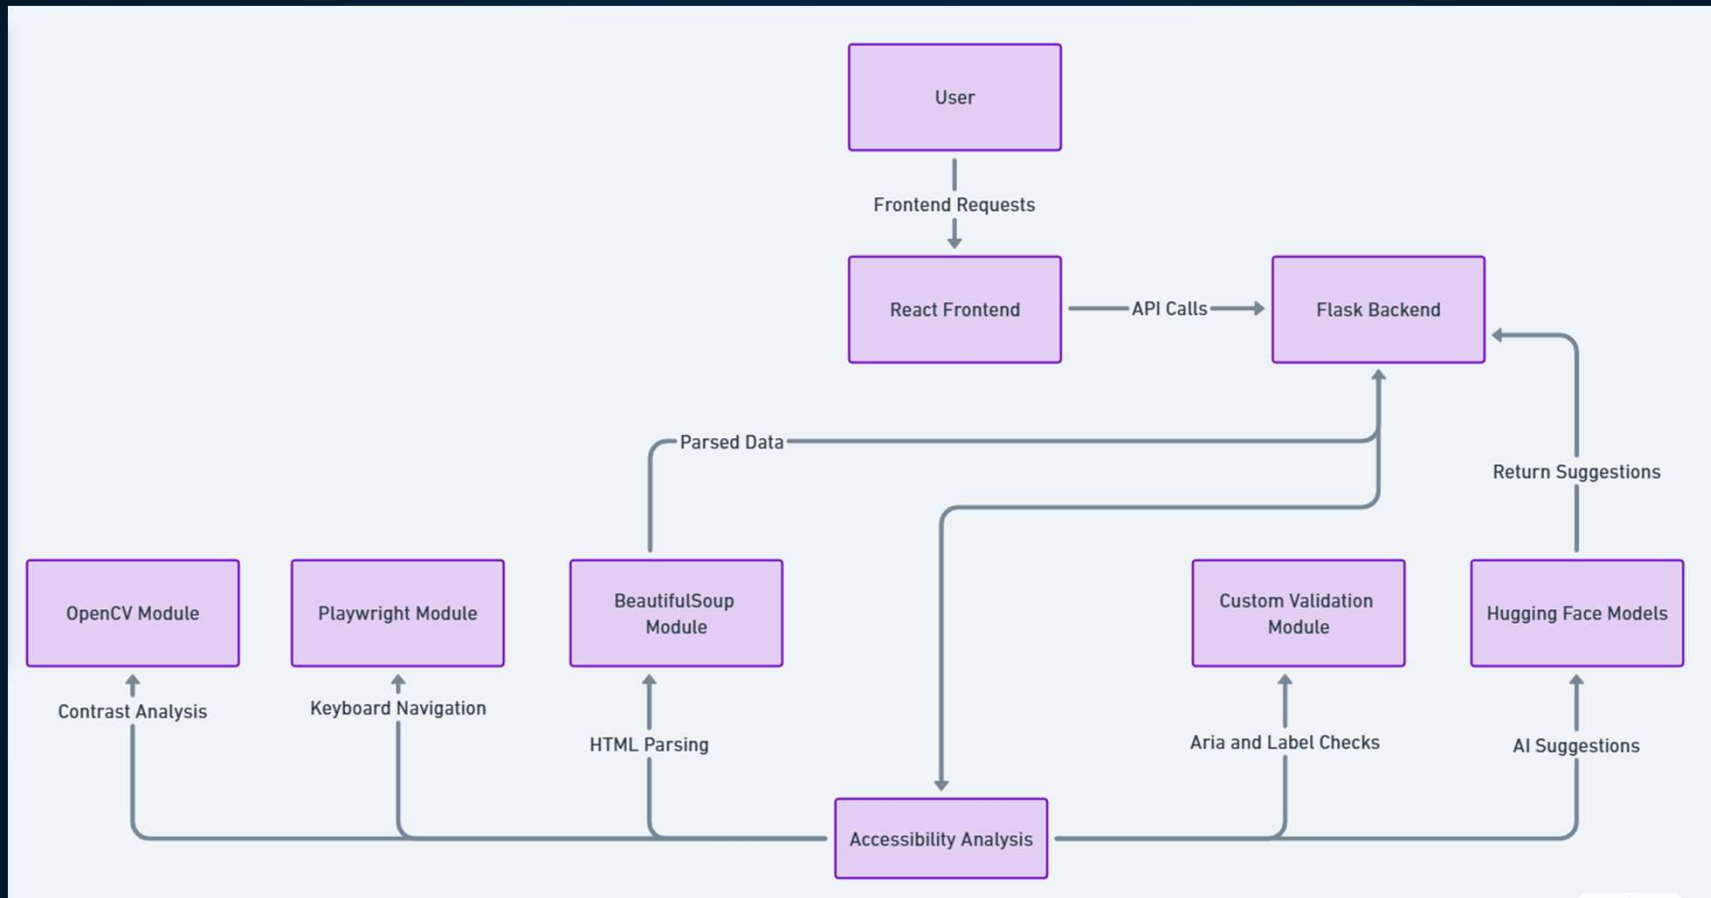 User
Frontend Requests
React Frontend
API Calls
Flask Backend
Parsed Data
Return Suggestions
OpenCV Module
Playwright Module
BeautifulSoup
Module
Custom Validation
Module
Hugging Face Models
Contrast Analysis
Keyboard Navigation
HTML Parsing
Aria and Label Checks
AI Suggestions
Accessibility Analysis